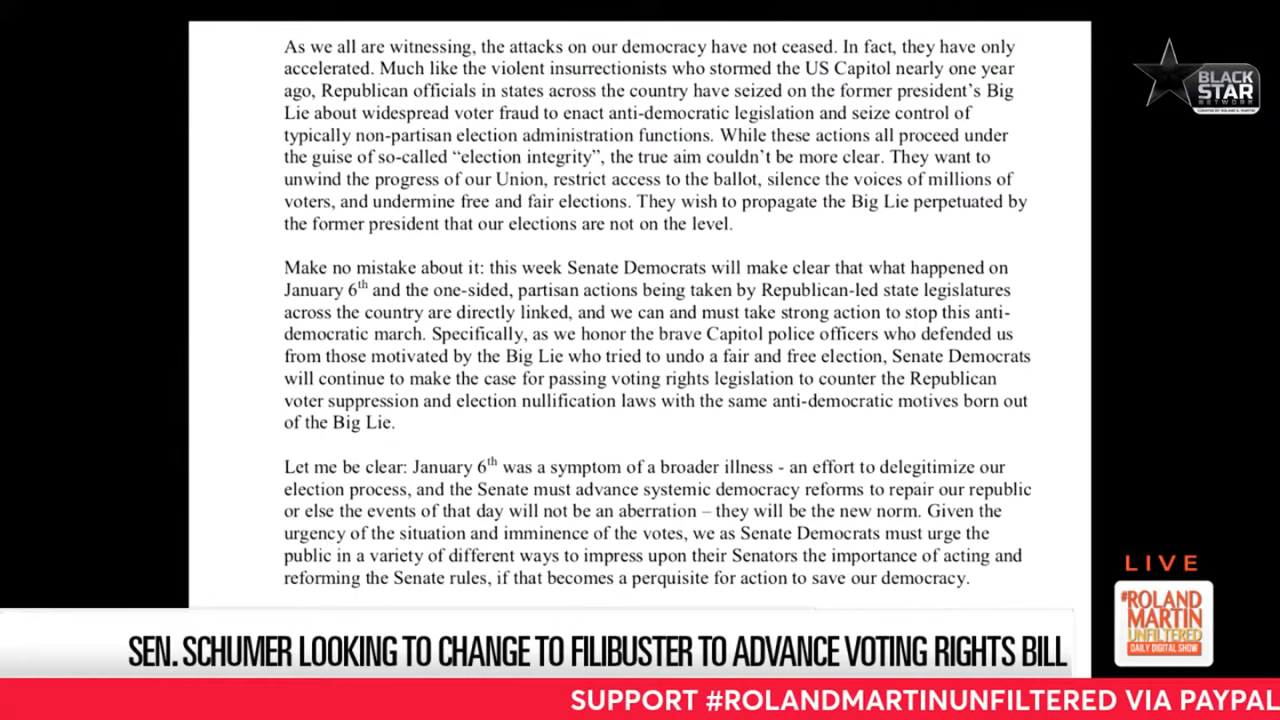 As we all are witnessing, the attacks on our democracy have not ceased. In fact, they have only
accelerated. Much like the violent insurrectionists who stormed the US Capitol nearly one year
ago, Republican officials in states across the country have seized on the former president's Big
Lie about widespread voter fraud to enact anti-democratic legislation and seize control of
typically non-partisan election administration functions. While these actions all proceed under
the guise of so-called “election integrity”, the true aim couldn't be more clear. They want to
unwind the progress of our Union, restrict access to the ballot, silence the voices of millions of
voters, and undermine free and fair elections. They wish to propagate the Big Lie perpetuated by
the former president that our elections are not on the level.
Make no mistake about it: this week Senate Democrats will make clear that what happened on
January 6th and the one-sided, partisan actions being taken by Republican-led state legislatures
across the country are directly linked, and we can and must take strong action to stop this anti-
democratic march. Specifically, as we honor the brave Capitol police officers who defended us
from those motivated by the Big Lie who tried to undo a fair and free election, Senate Democrats
will continue to make the case for passing voting rights legislation to counter the Republican
voter suppression and election nullification laws with the same anti-democratic motives born out
of the Big Lie.
Let me be clear: January 6th was a symptom of a broader illness - an effort to delegitimize our
election process, and the Senate must advance systemic democracy reforms to repair our republic
or else the events of that day will not be an aberration – they will be the new norm. Given the
urgency of the situation and imminence of the votes, we as Senate Democrats must urge the
public in a variety of different ways to impress upon their Senators the importance of acting and
reforming the Senate rules, if that becomes a perquisite for action to save our democracy.
BLACK
STAR
NETWORK
CREATED BY ROLAND S. MARTIN
LIVE
#ROLAND
MARTIN
UNFILTERED
DAILY DIGITAL SHOW
SEN. SCHUMER LOOKING TO CHANGE TO FILIBUSTER TO ADVANCE VOTING RIGHTS BILL
SUPPORT #ROLANDMARTINUNFILTERED VIA PAYPAL